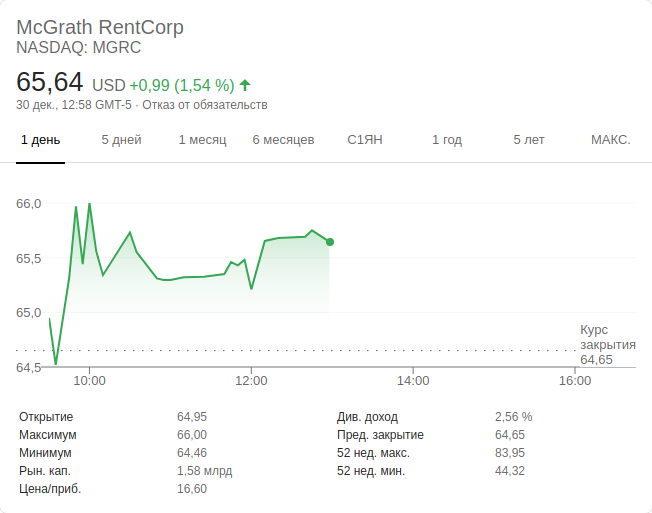 McGrath RentCorp
NASDAQ: MGRC
65,64 USD +0,99 (1,54 %)
30 дек., 12:58 GMT-5 · Отказ от обязательств
1 день 5 дней 1 месяц 6 месяцев С1ЯН 1 год 5 лет МАКС.
66,0
65,5
65,0
64,5
Курс
закрытия
64,65
10:00 12:00 14:00 16:00
Открытие 64,95 Див. доход 2,56 %
Максимум 66,00 Пред. закрытие 64,65
Минимум 64,46 52 нед. макс. 83,95
Рын. кап. 1,58 млрд 52 нед. мин. 44,32
Цена/приб. 16,60